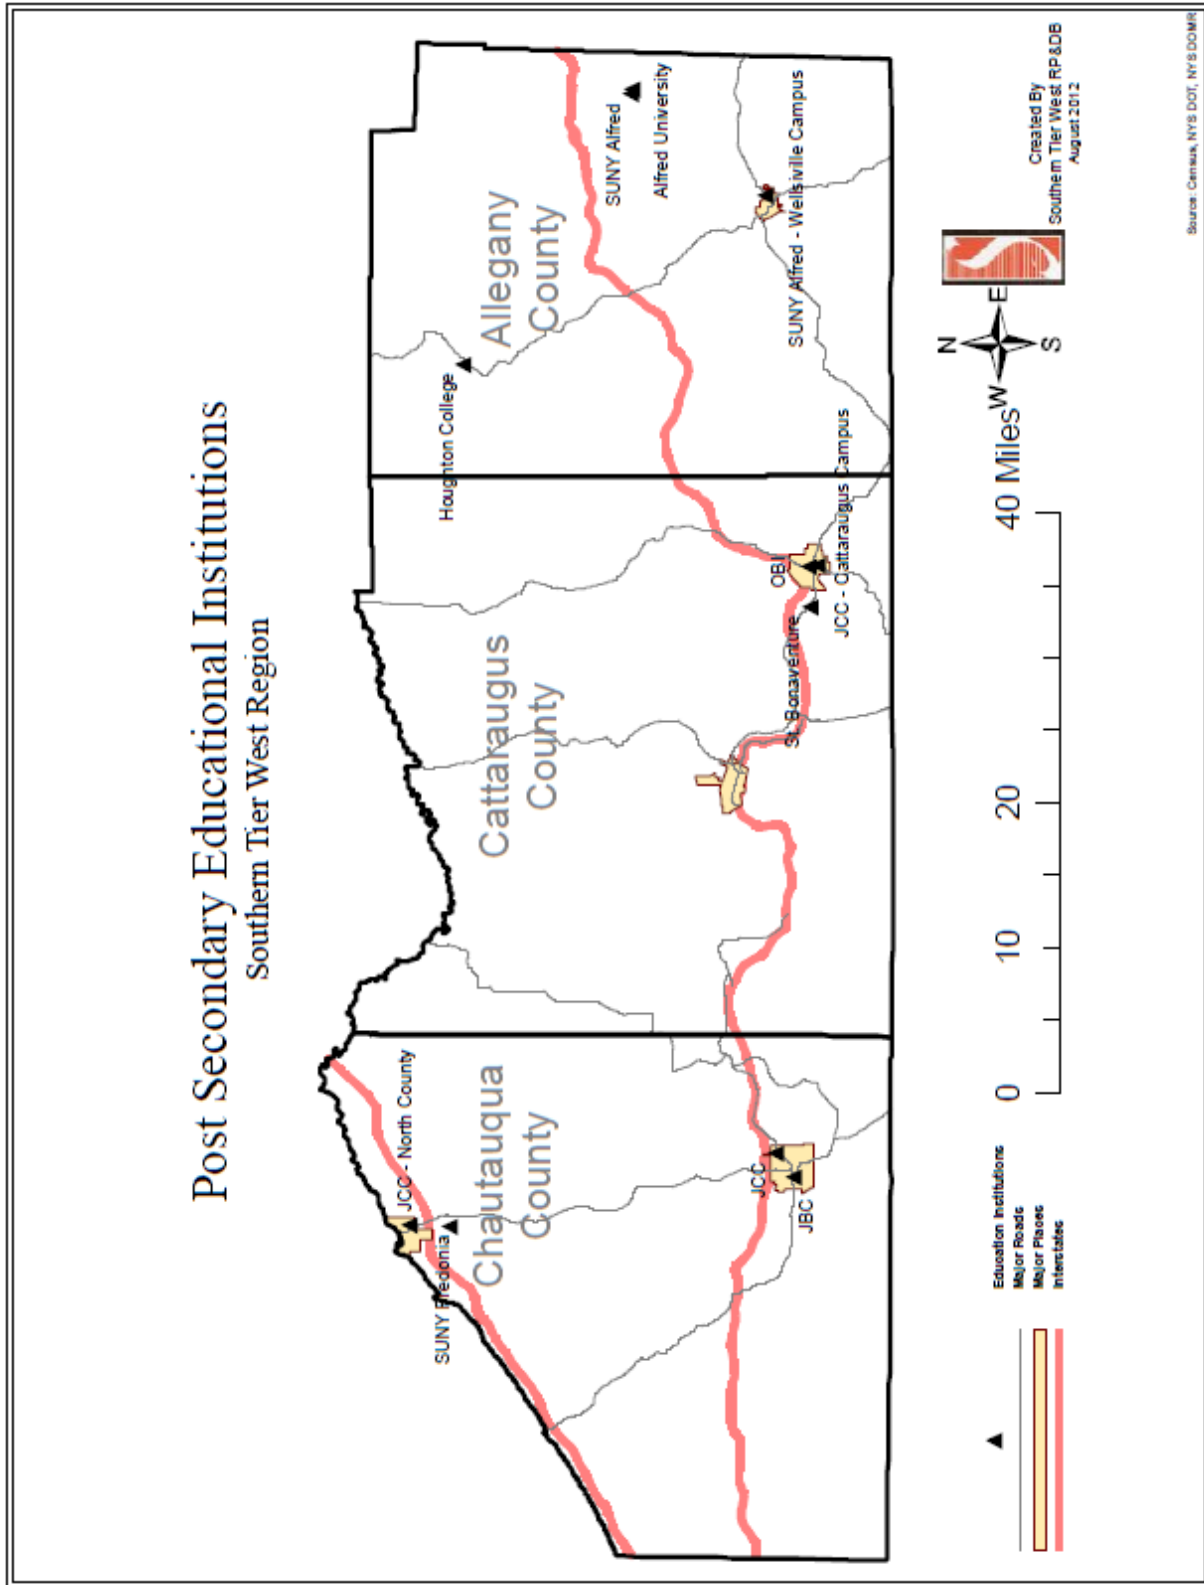 Post Secondary Educational Institutions
Southern Tier West Region
JCC - North County
SUNY Fredonia
Chautauqua
County
JCC
JBC
Cattaraugus
County
OBI
St. Bonaventure
JCC - Cattaraugus Campus
Houghton College
Allegany
County
SUNY Alfred
Alfred University
SUNY Alfred - Wellsiville Campus
Education Institutions
Major Roads
Major Places
Interstates
0 10 20 40 Miles
N
W E
S
Created By
Southern Tier West RP&DB
August 2012
Source: Census, NYS DOT, NYS DOMR